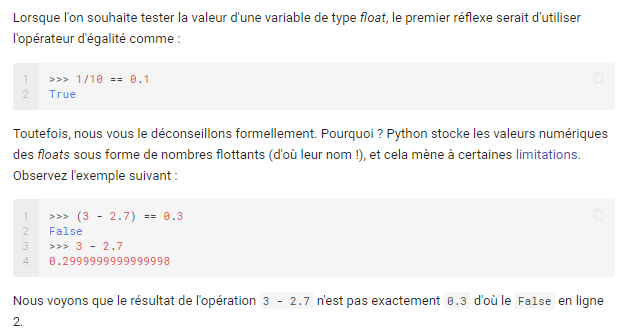 Lorsque l'on souhaite tester la valeur d'une variable de type float, le premier réflexe serait d'utiliser
l'opérateur d'égalité comme :
1 >>> 1/10 == 0.1
2 True
Toutefois, nous vous le déconseillons formellement. Pourquoi ? Python stocke les valeurs numériques
des floats sous forme de nombres flottants (d'où leur nom !), et cela mène à certaines limitations.
Observez l'exemple suivant :
1 >>> (3 - 2.7) == 0.3
2 False
3 >>> 3 - 2.7
4 0.2999999999999998
Nous voyons que le résultat de l'opération 3 - 2.7 n'est pas exactement 0.3 d'où le False en ligne
2.